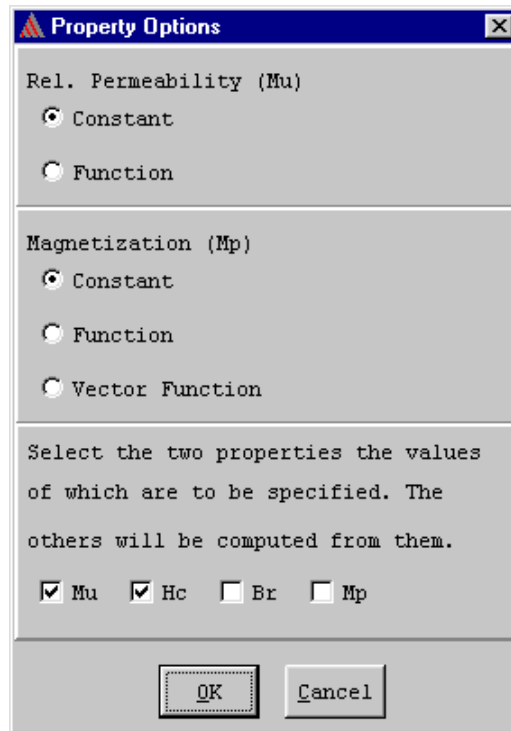 Property Options
Rel. Permeability (Mu)
Constant
Function
Magnetization (Mp)
Constant
Function
Vector Function
Select the two properties the values
of which are to be specified. The
others will be computed from them.
Mu Hc Br Mp
OK Cancel